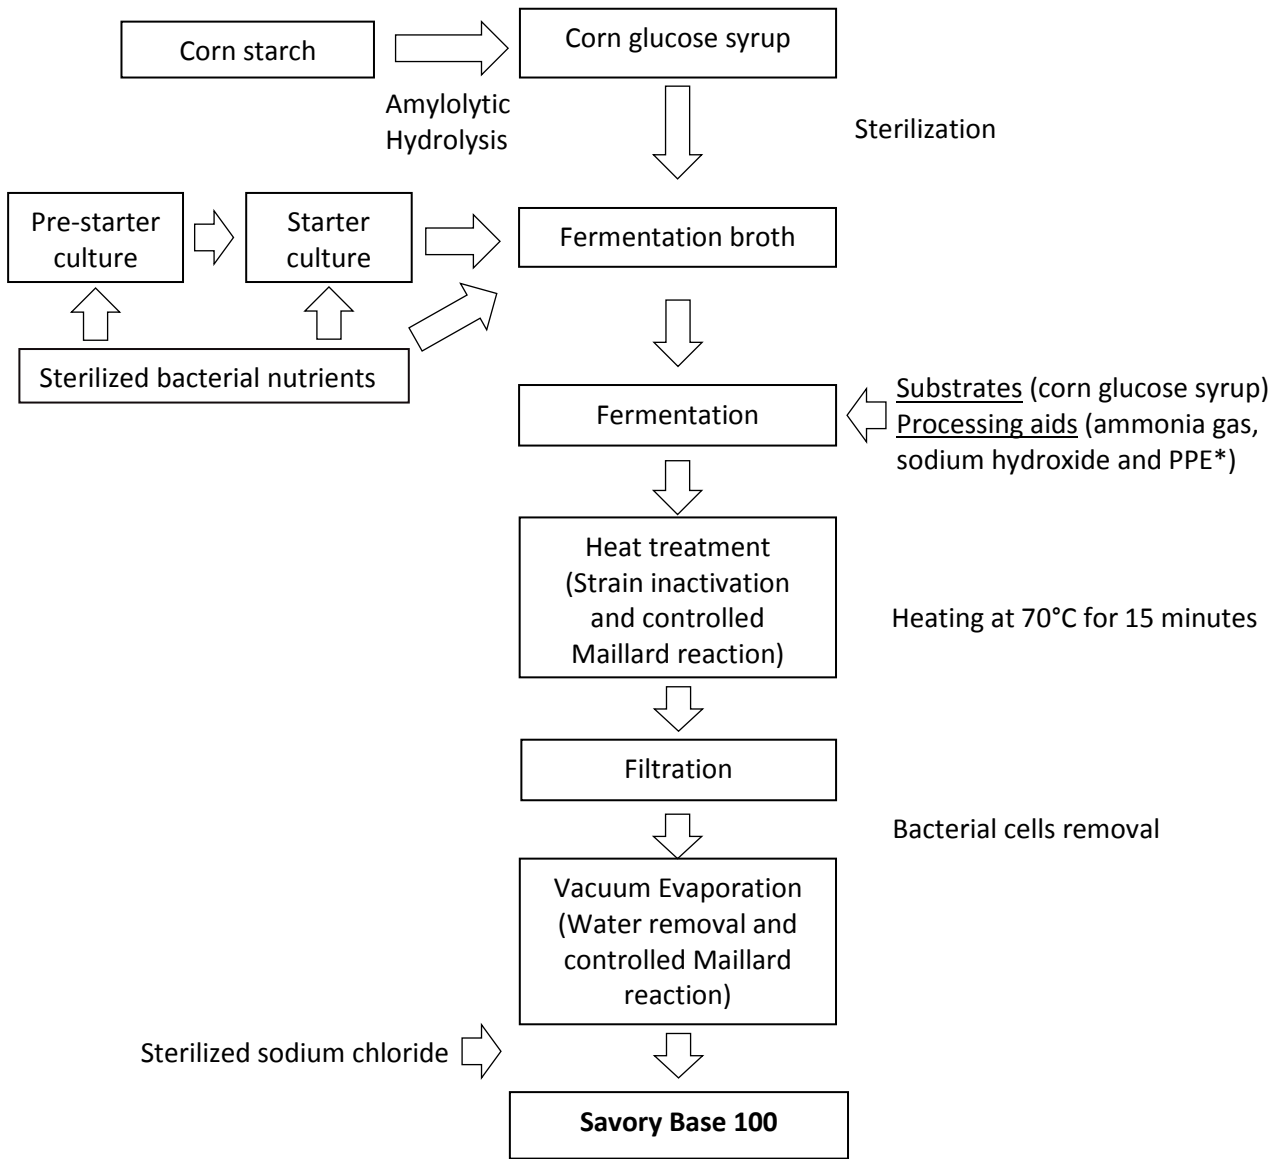 Corn starch
Corn glucose syrup
Amylolytic
Hydrolysis
Sterilization
Pre-starter
culture
Starter
culture
Fermentation broth
Sterilized bacterial nutrients
Fermentation
Substrates (corn glucose syrup)
Processing aids (ammonia gas,
sodium hydroxide and PPE*)
Heat treatment
(Strain inactivation
and controlled
Maillard reaction)
Heating at 70°C for 15 minutes
Filtration
Bacterial cells removal
Vacuum Evaporation
(Water removal and
controlled Maillard
reaction)
Sterilized sodium chloride
Savory Base 100